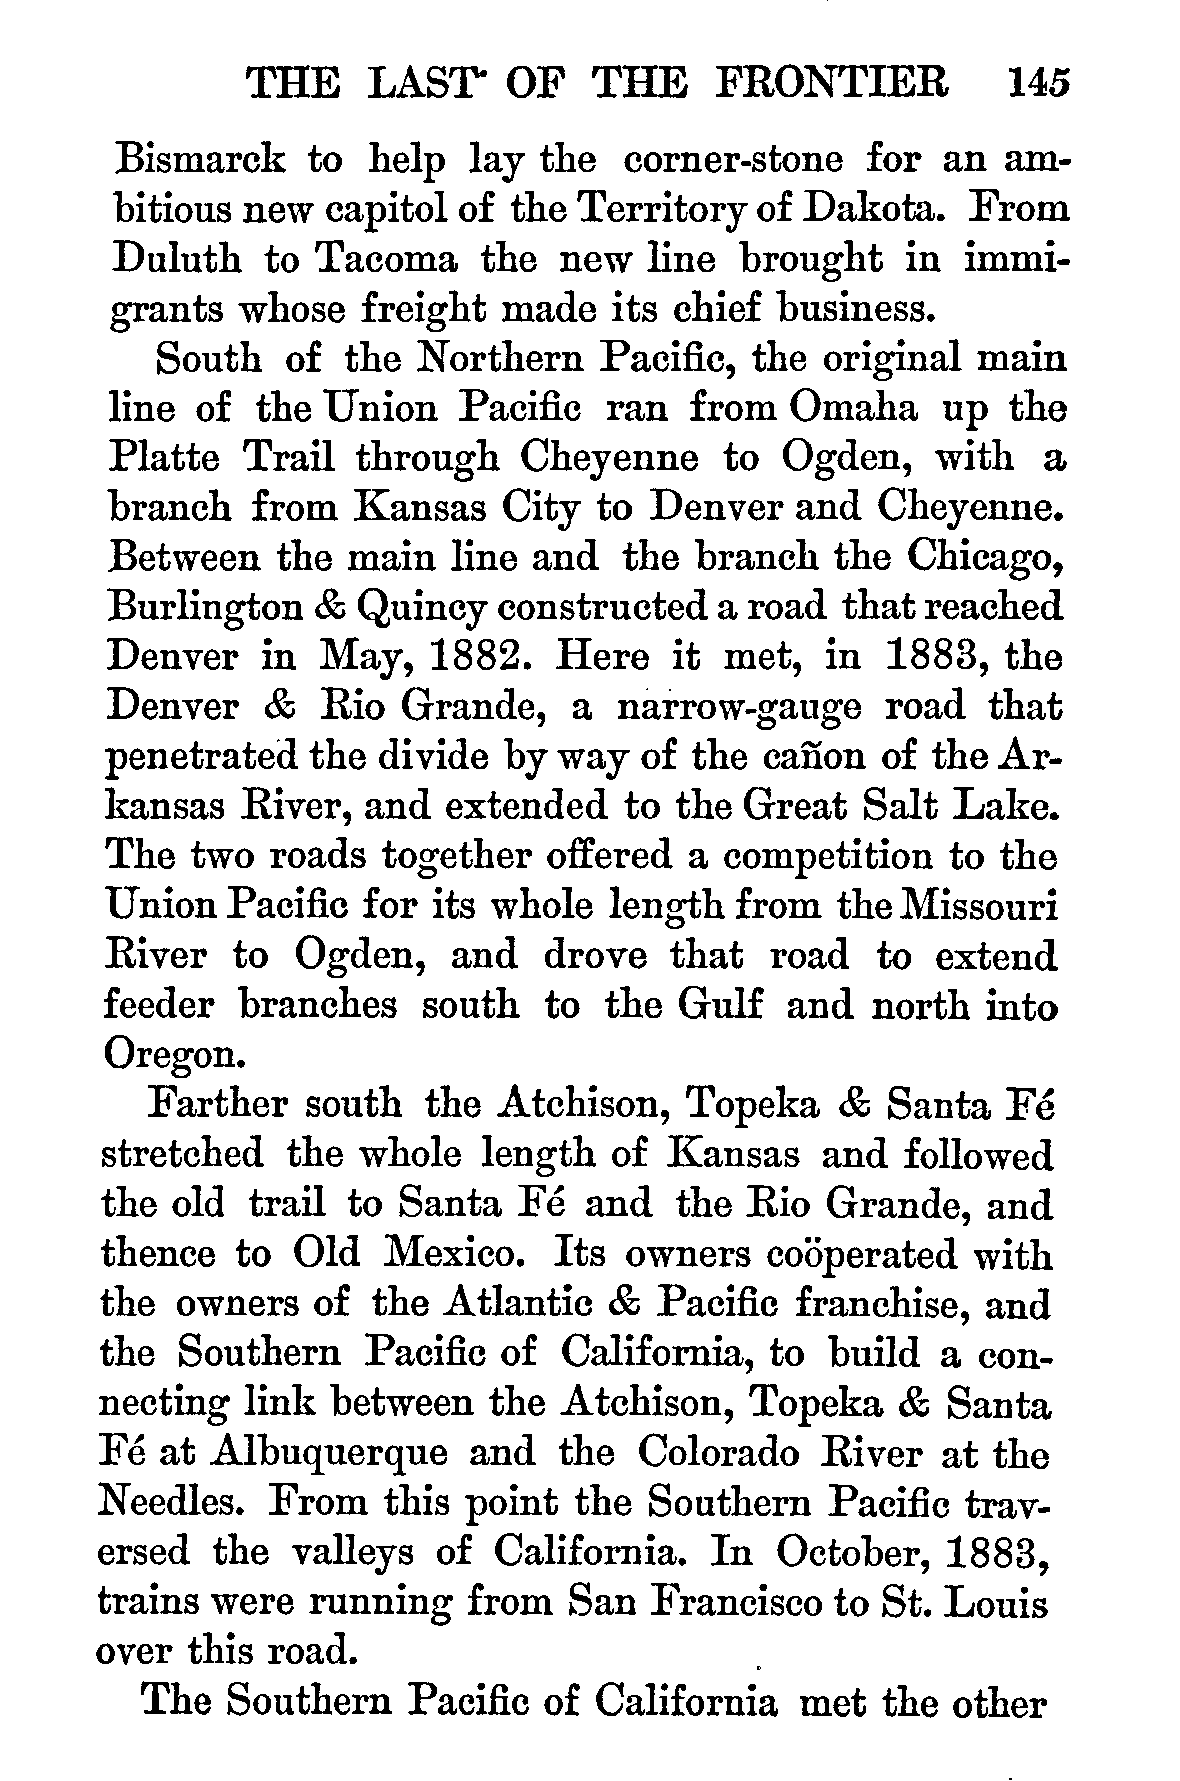 THE LAST OF THE FRONTIER 145
Bismarck to help lay the corner-stone for an am-
bitious new capitol of the Territory of Dakota. From
Duluth to Tacoma the new line brought in immi-
grants whose freight made its chief business.
South of the Northern Pacific, the original main
line of the Union Pacific ran from Omaha up the
Platte Trail through Cheyenne to Ogden, with a
branch from Kansas City to Denver and Cheyenne.
Between the main line and the branch the Chicago,
Burlington & Quincy constructed a road that reached
Denver in May, 1882. Here it met, in 1883, the
Denver & Rio Grande, a narrow-gauge road that
penetrated the divide by way of the cañon of the Ar-
kansas River, and extended to the Great Salt Lake.
The two roads together offered a competition to the
Union Pacific for its whole length from the Missouri
River to Ogden, and drove that road to extend
feeder branches south to the Gulf and north into
Oregon.
Farther south the Atchison, Topeka & Santa Fé
stretched the whole length of Kansas and followed
the old trail to Santa Fé and the Rio Grande, and
thence to Old Mexico. Its owners coöperated with
the owners of the Atlantic & Pacific franchise, and
the Southern Pacific of California, to build a con-
necting link between the Atchison, Topeka & Santa
Fé at Albuquerque and the Colorado River at the
Needles. From this point the Southern Pacific trav-
ersed the valleys of California. In October, 1883,
trains were running from San Francisco to St. Louis
over this road.
The Southern Pacific of California met the other